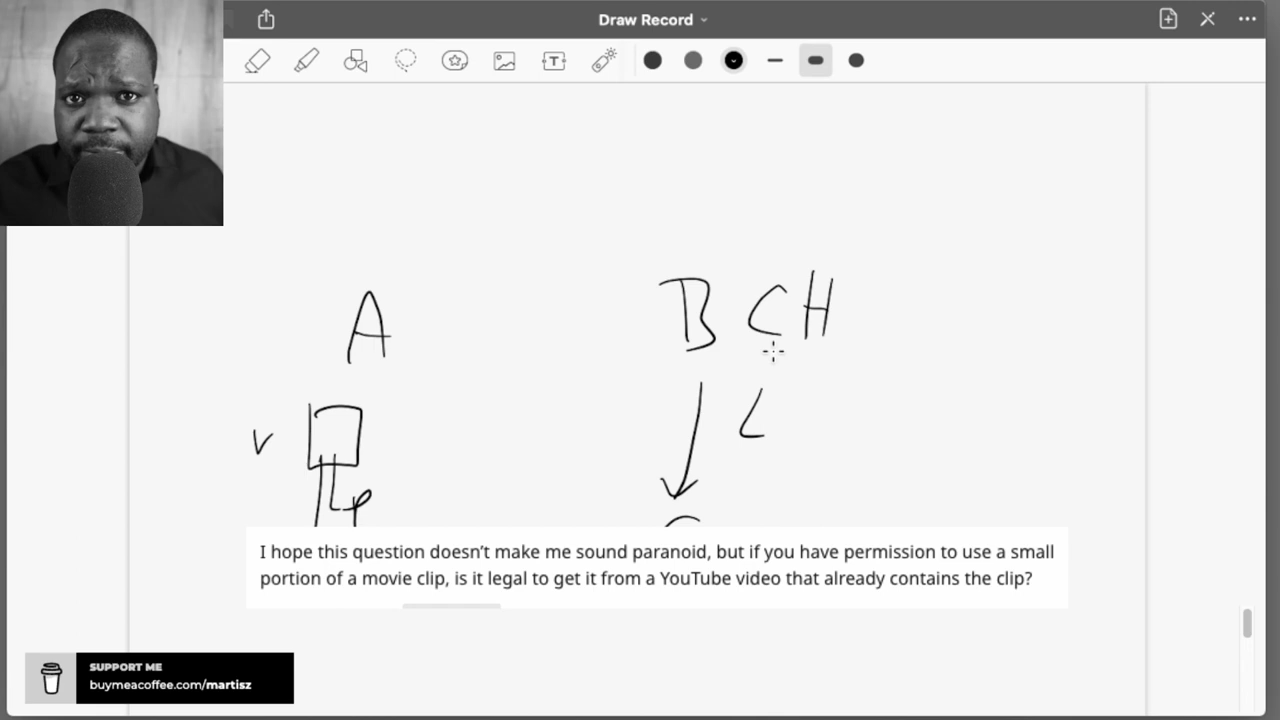 Draw Record
T
A
B C H
V
L
I hope this question doesn't make me sound paranoid, but if you have permission to use a small
portion of a movie clip, is it legal to get it from a YouTube video that already contains the clip?
SUPPORT ME
buymeacoffee.com/martisz